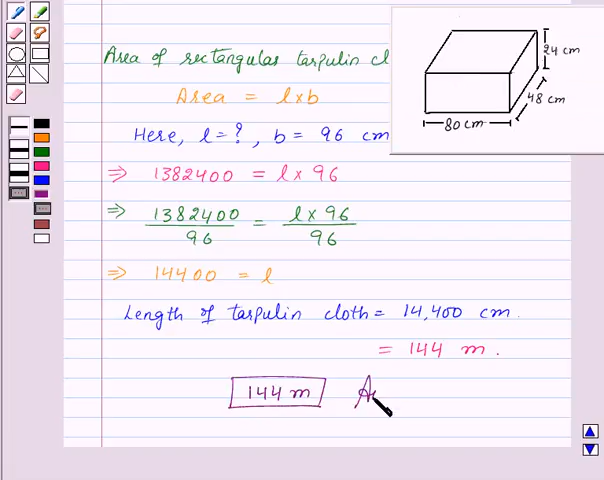 Area of rectangular tarpulin cl
Area = l×b
Here, l = ? , b = 96 cm
⇒ 1382400 = l × 96
⇒ 1382400 / 96 = l × 96 / 96
⇒ 14400 = l
Length of tarpulin cloth = 14,400 cm.
= 144 m.
144 m
24 cm
48 cm
80 cm